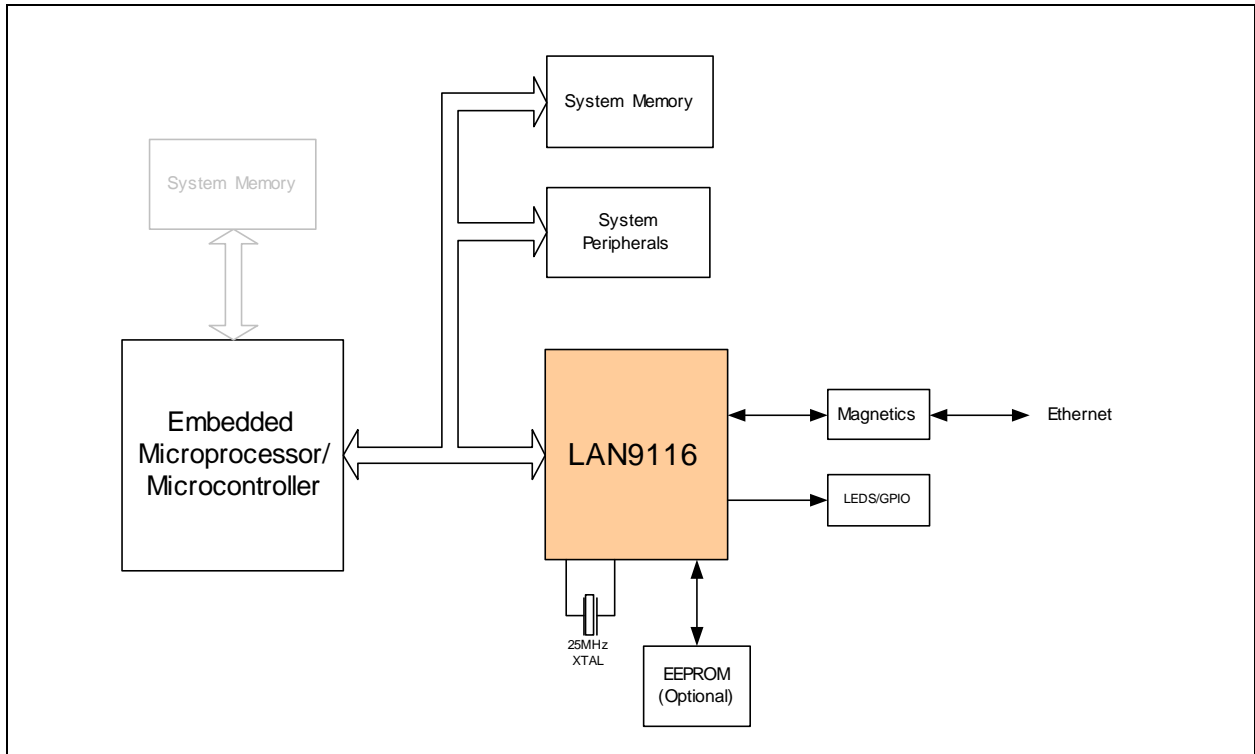 System Memory
System Memory
System
Peripherals
Embedded
Microprocessor/
Microcontroller
LAN9116
Magnetics
Ethernet
LEDS/GPIO
25MHz
XTAL
EEPROM
(Optional)